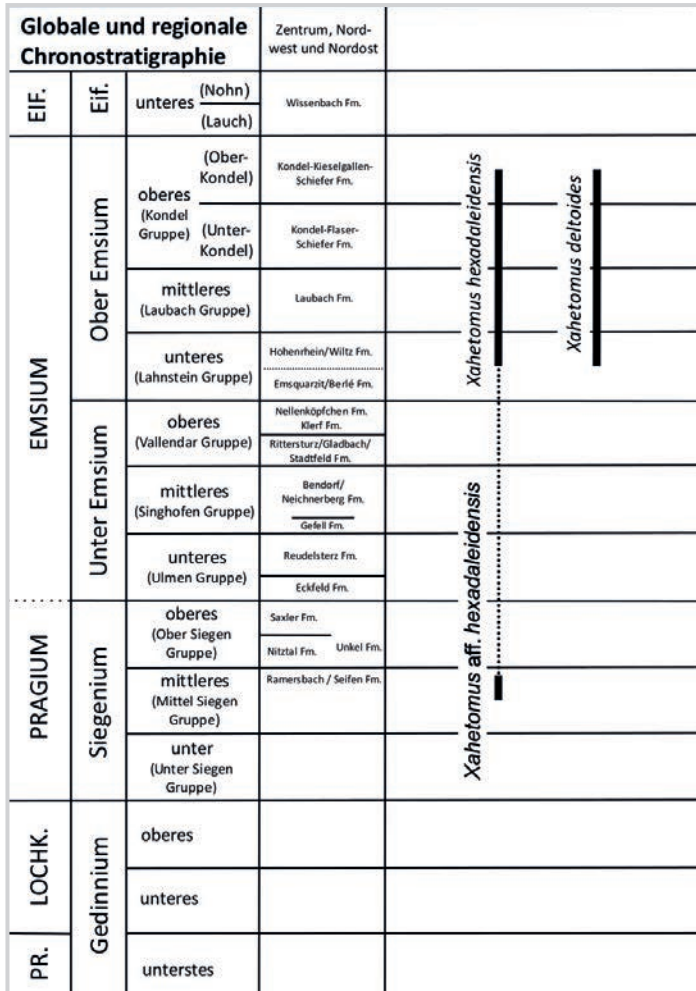 Globale und regionale
Chronostratigraphie
Zentrum, Nord-
west und Nordost
EIF.
Eif.
unteres
(Nohn)
(Lauch)
Wissenbach Fm.
EMSIUM
Ober Emsium
oberes
(Kondel
Gruppe)
(Ober-
Kondel)
Kondel-Kieselgallen-
Schiefer Fm.
(Unter-
Kondel)
Kondel-Flaser-
Schiefer Fm.
mittleres
(Laubach Gruppe)
Laubach Fm.
unteres
(Lahnstein Gruppe)
Hohenrhein/Wiltz Fm.
Emsquarzit/Berlé Fm.
Unter Emsium
oberes
(Vallendar Gruppe)
Nellenköpfchen Fm.
Klerf Fm.
Rittersturz/Gladbach/
Stadtfeld Fm.
mittleres
(Singhofen Gruppe)
Bendorf/
Neichnerberg Fm.
Gefell Fm.
unteres
(Ulmen Gruppe)
Reudelsterz Fm.
Eckfeld Fm.
PRAGIUM
Siegenium
oberes
(Ober Siegen
Gruppe)
Saxler Fm.
Nitztal Fm.
Unkel Fm.
mittleres
(Mittel Siegen
Gruppe)
Ramersbach / Seifen Fm.
unter
(Unter Siegen
Gruppe)
LOCHK.
Gedinnium
oberes
unteres
PR.
unterstes
Xahetomus hexadaleidensis
Xahetomus deltoides
Xahetomus aff. hexadaleidensis